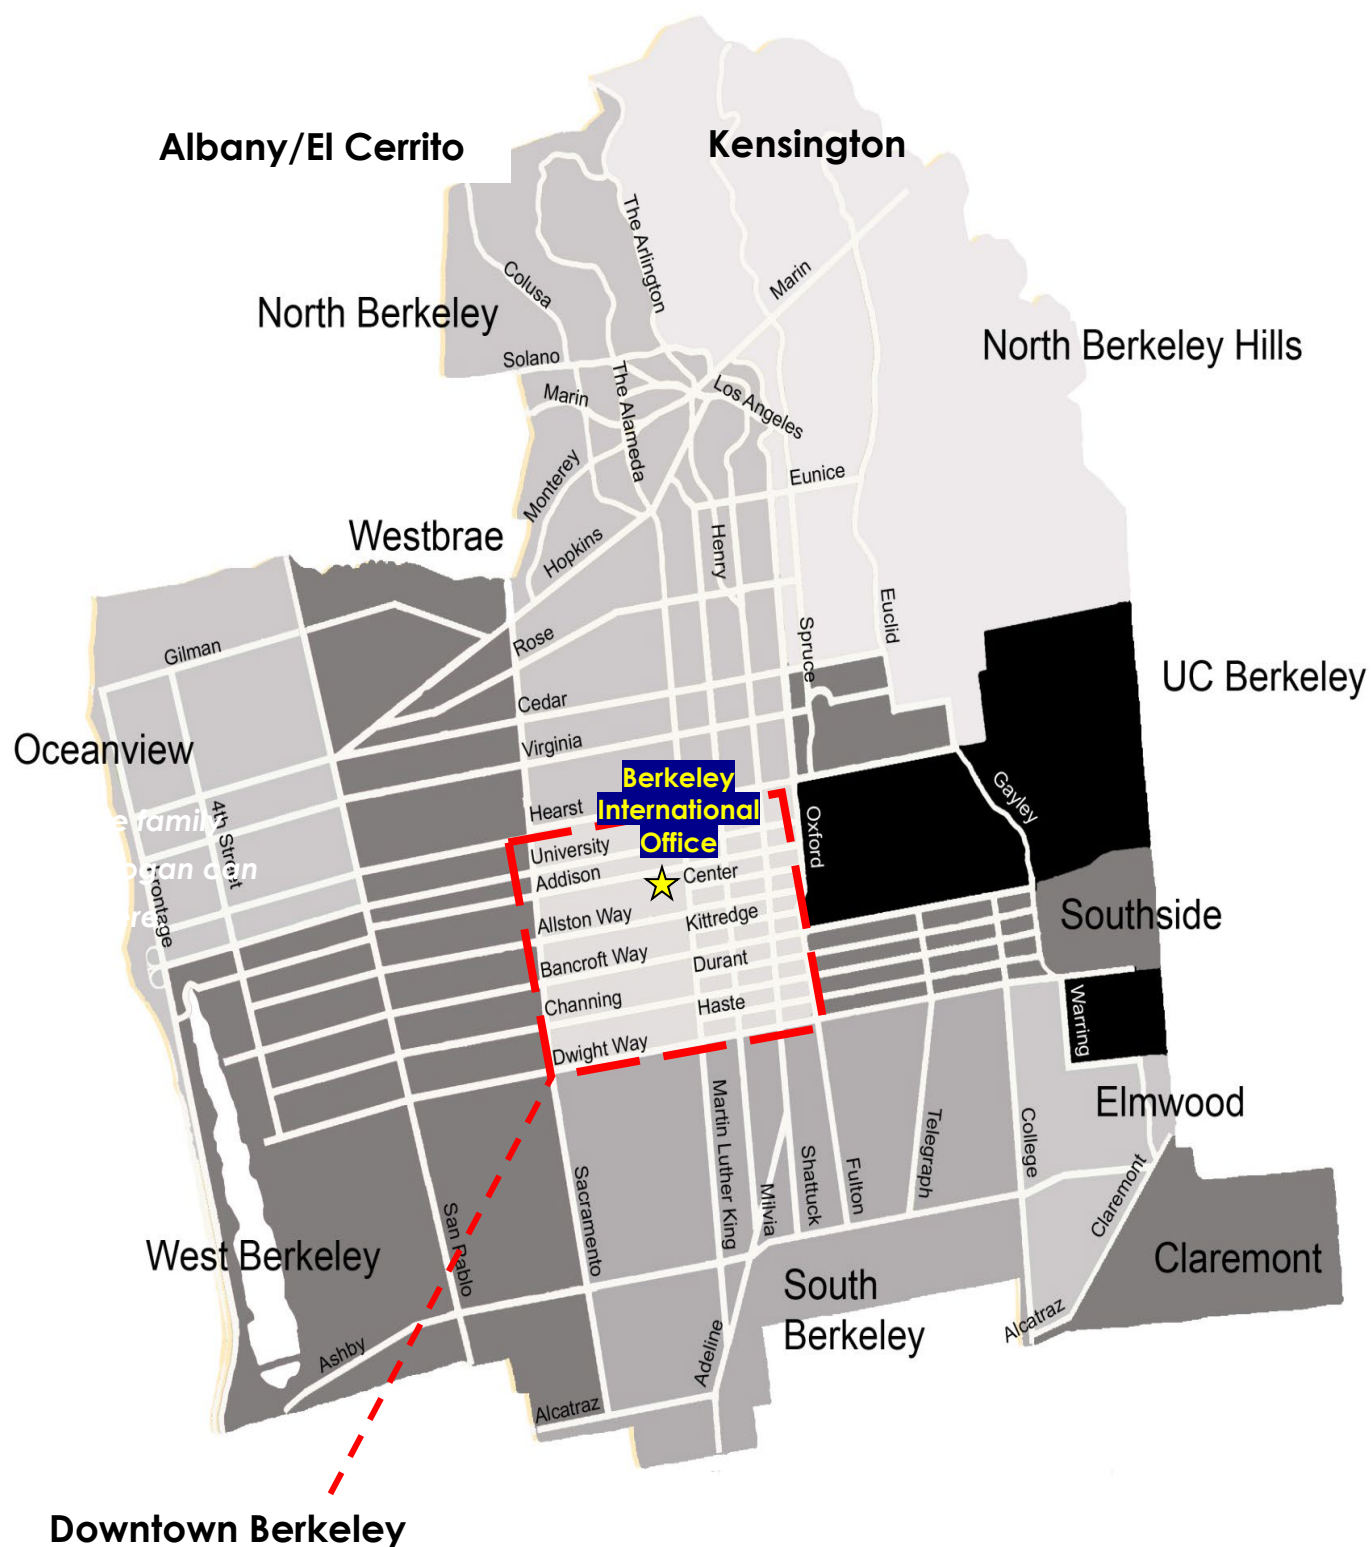 Albany/El Cerrito
Kensington
The Arlington
Colusa
Marin
North Berkeley
North Berkeley Hills
Solano
The Alameda
Marin
Los Angeles
Monterey
Eunice
Westbrae
Hopkins
Henry
Euclid
Spruce
Gilman
Rose
UC Berkeley
Cedar
Virginia
Oceanview
Berkeley
International
Office
Gayley
4th Street
Hearst
Oxford
family
can
University
Addison
Center
Allston Way
Kittredge
Southside
Bancroft Way
Durant
Channing
Haste
Warring
Dwight Way
Elmwood
Martin Luther King
Milvia
Shattuck
Fulton
Telegraph
College
Claremont
Sacramento
San Pablo
West Berkeley
Claremont
South
Berkeley
Ashby
Adeline
Alcatraz
Alcatraz
Downtown Berkeley